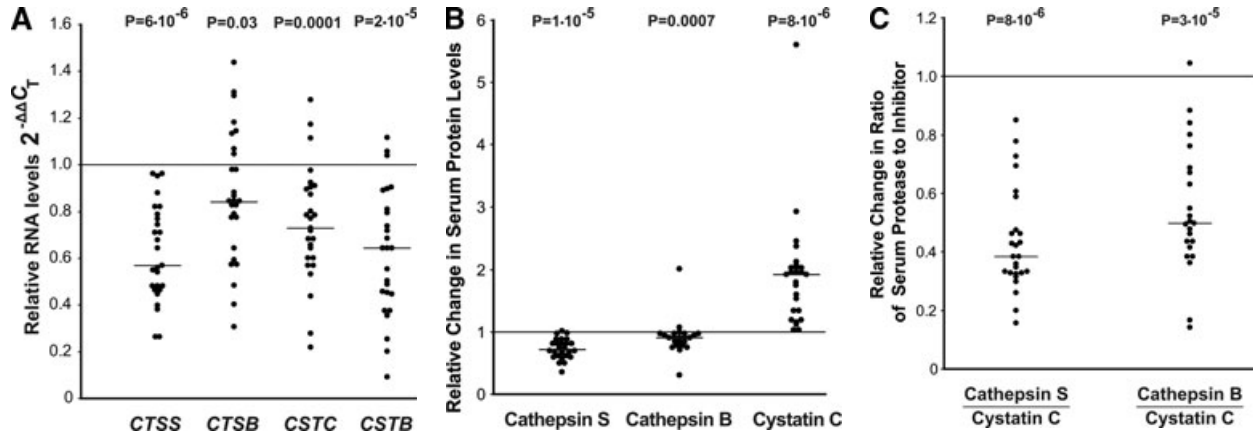 A
P=6·10-6 P=0.03 P=0.0001 P=2·10-5
Relative RNA levels 2-ΔΔCT
1.6
1.4
1.2
1.0
0.8
0.6
0.4
0.2
0
CTSS CTSB CSTC CSTB
B
P=1·10-5 P=0.0007 P=8·10-6
Relative Change in Serum Protein Levels
6
5
4
3
2
1
0
Cathepsin S Cathepsin B Cystatin C
C
P=8·10-6 P=3·10-5
Relative Change in Ratio
of Serum Protease to Inhibitor
1.0
0.8
0.6
0.4
0.2
0
Cathepsin S Cathepsin B
Cystatin C Cystatin C